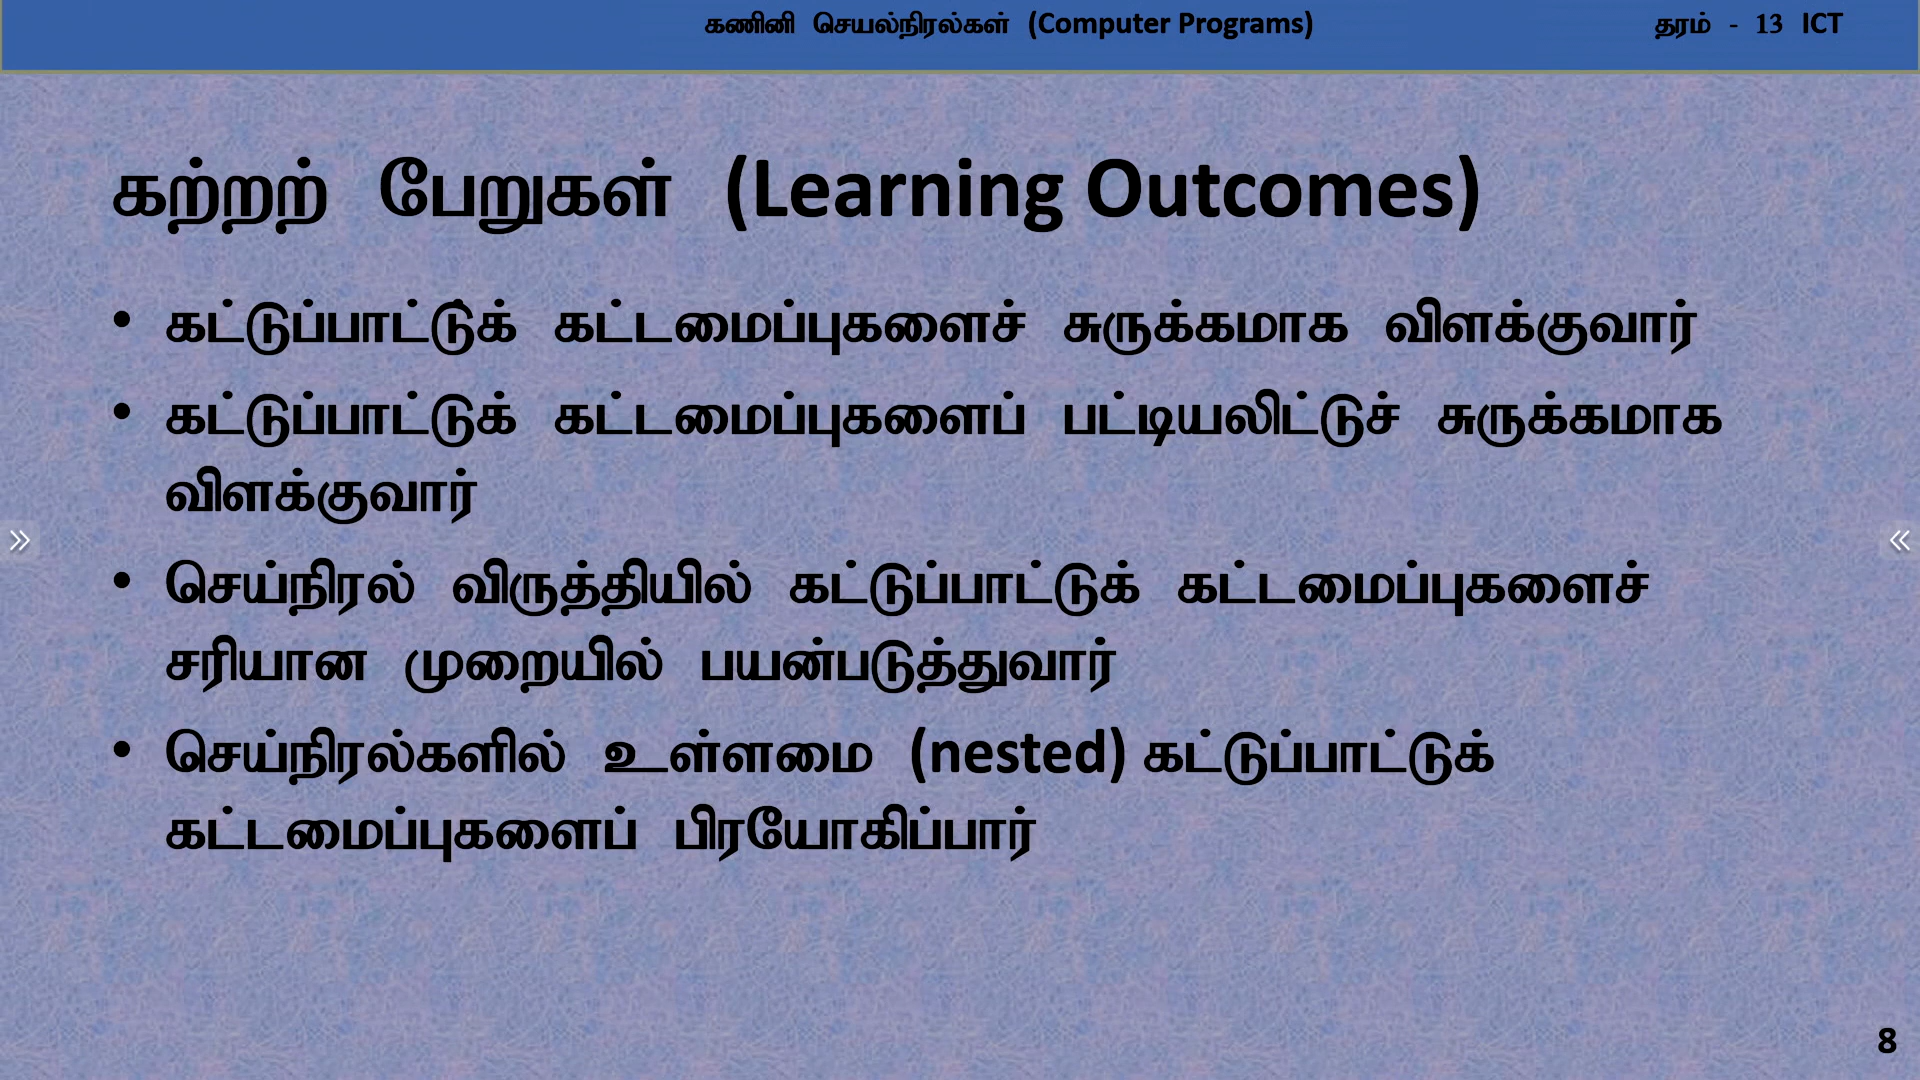 கணினி செயல்நிரல்கள் (Computer Programs) தரம் - 13 ICT
கற்றற் பேறுகள் (Learning Outcomes)
• கட்டுப்பாட்டுக் கட்டமைப்புகளைச் சுருக்கமாக விளக்குவார்
• கட்டுப்பாட்டுக் கட்டமைப்புகளைப் பட்டியலிட்டுச் சுருக்கமாக
விளக்குவார்
• செய்நிரல் விருத்தியில் கட்டுப்பாட்டுக் கட்டமைப்புகளைச்
சரியான முறையில் பயன்படுத்துவார்
• செய்நிரல்களில் உள்ளமை (nested) கட்டுப்பாட்டுக்
கட்டமைப்புகளைப் பிரயோகிப்பார்
8